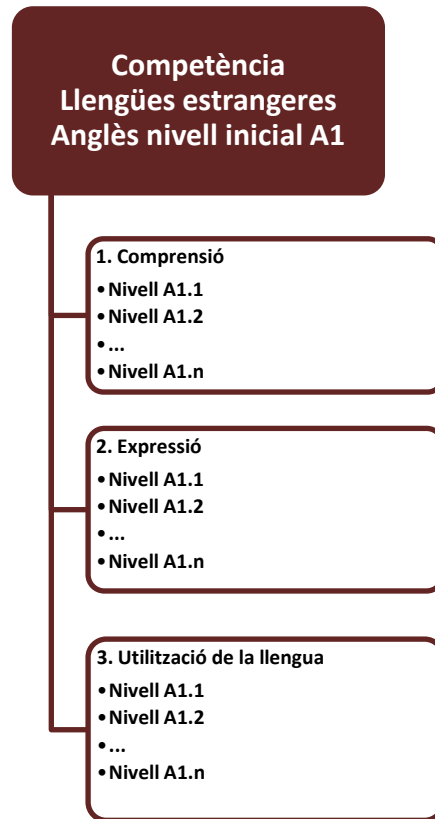 Competència
Llengües estrangeres
Anglès nivell inicial A1
1. Comprensió
•Nivell A1.1
•Nivell A1.2
•...
•Nivell A1.n
2. Expressió
•Nivell A1.1
•Nivell A1.2
•...
•Nivell A1.n
3. Utilització de la llengua
•Nivell A1.1
•Nivell A1.2
•...
•Nivell A1.n